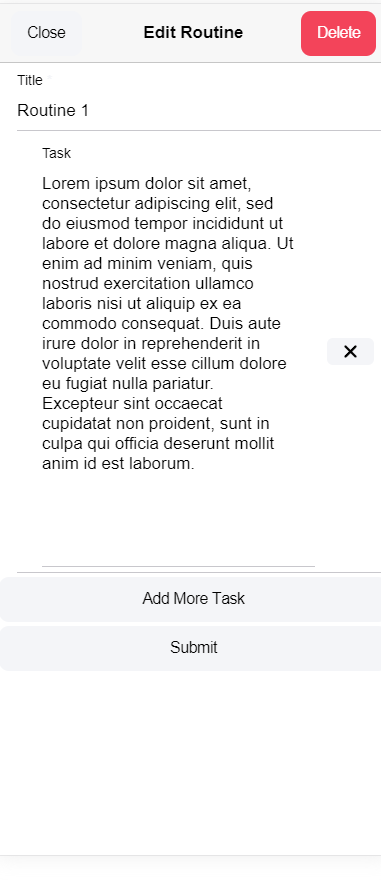 Close
Edit Routine
Delete
Title
Routine 1
Task
Lorem ipsum dolor sit amet,
consectetur adipiscing elit, sed
do eiusmod tempor incididunt ut
labore et dolore magna aliqua. Ut
enim ad minim veniam, quis
nostrud exercitation ullamco
laboris nisi ut aliquip ex ea
commodo consequat. Duis aute
irure dolor in reprehenderit in
voluptate velit esse cillum dolore
eu fugiat nulla pariatur.
Excepteur sint occaecat
cupidatat non proident, sunt in
culpa qui officia deserunt mollit
anim id est laborum.
Add More Task
Submit